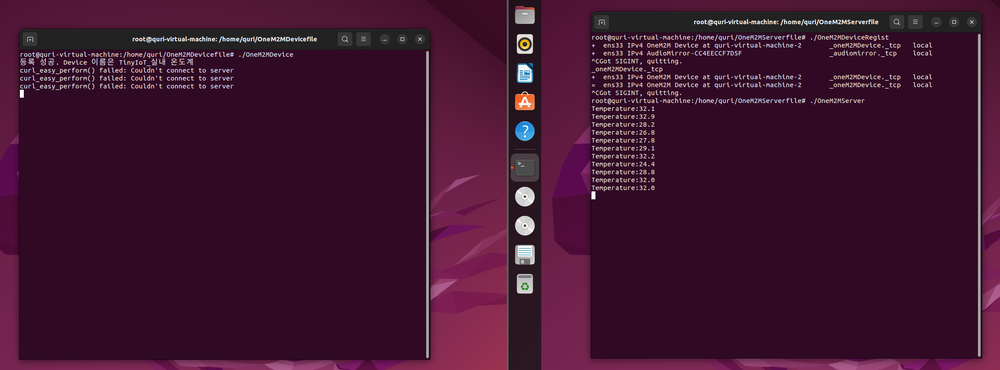 root@quri-virtual-machine: /home/quri/OneM2MDevicefile
root@quri-virtual-machine:/home/quri/OneM2MDevicefile# ./OneM2MDevice
등록 성공. Device 이름은 TinyIoT_실내 온도계
curl_easy_perform() failed: Couldn't connect to server
curl_easy_perform() failed: Couldn't connect to server
curl_easy_perform() failed: Couldn't connect to server
root@quri-virtual-machine: /home/quri/OneM2MServerfile
root@quri-virtual-machine:/home/quri/OneM2MServerfile# ./OneM2MDeviceRegist
+  ens33 IPv4 OneM2M Device at quri-virtual-machine-2       _oneM2MDevice._tcp   local
+  ens33 IPv4 AudioMirror-CC4EECCF7D5F                      _audiomirror._tcp    local
^CGot SIGINT, quitting.
_oneM2MDevice._tcp
+  ens33 IPv4 OneM2M Device at quri-virtual-machine-2       _oneM2MDevice._tcp   local
=  ens33 IPv4 OneM2M Device at quri-virtual-machine-2       _oneM2MDevice._tcp   local
^CGot SIGINT, quitting.
root@quri-virtual-machine:/home/quri/OneM2MServerfile# ./OneM2MServer
Temperature:32.1
Temperature:32.9
Temperature:28.2
Temperature:26.8
Temperature:27.8
Temperature:29.1
Temperature:32.2
Temperature:24.4
Temperature:28.8
Temperature:32.0
Temperature:32.0